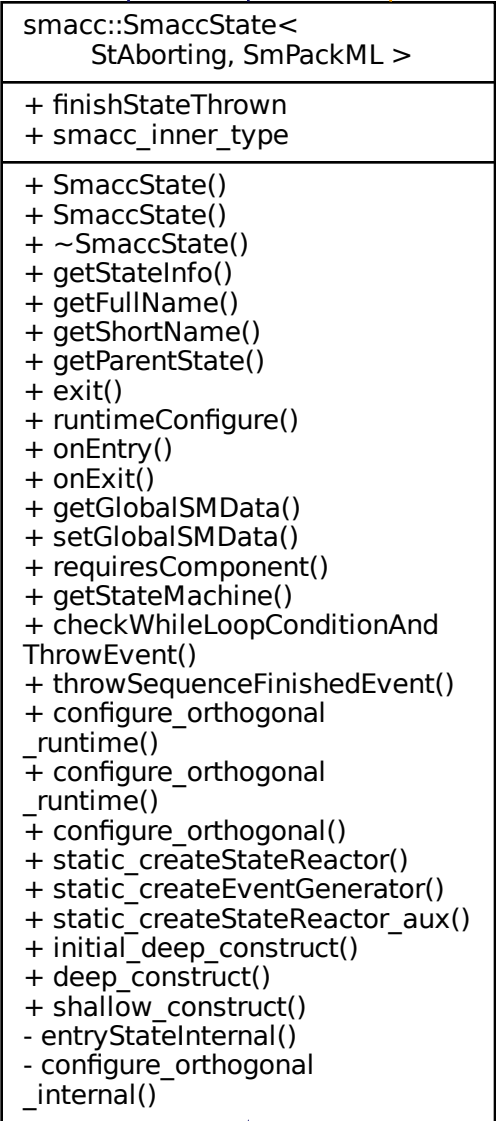 smacc::SmaccState<
StAborting, SmPackML >
+ finishStateThrown
+ smacc_inner_type
+ SmaccState()
+ SmaccState()
+ ~SmaccState()
+ getStateInfo()
+ getFullName()
+ getShortName()
+ getParentState()
+ exit()
+ runtimeConfigure()
+ onEntry()
+ onExit()
+ getGlobalSMData()
+ setGlobalSMData()
+ requiresComponent()
+ getStateMachine()
+ checkWhileLoopConditionAnd
ThrowEvent()
+ throwSequenceFinishedEvent()
+ configure_orthogonal
_runtime()
+ configure_orthogonal
_runtime()
+ configure_orthogonal()
+ static_createStateReactor()
+ static_createEventGenerator()
+ static_createStateReactor_aux()
+ initial_deep_construct()
+ deep_construct()
+ shallow_construct()
- entryStateInternal()
- configure_orthogonal
_internal()